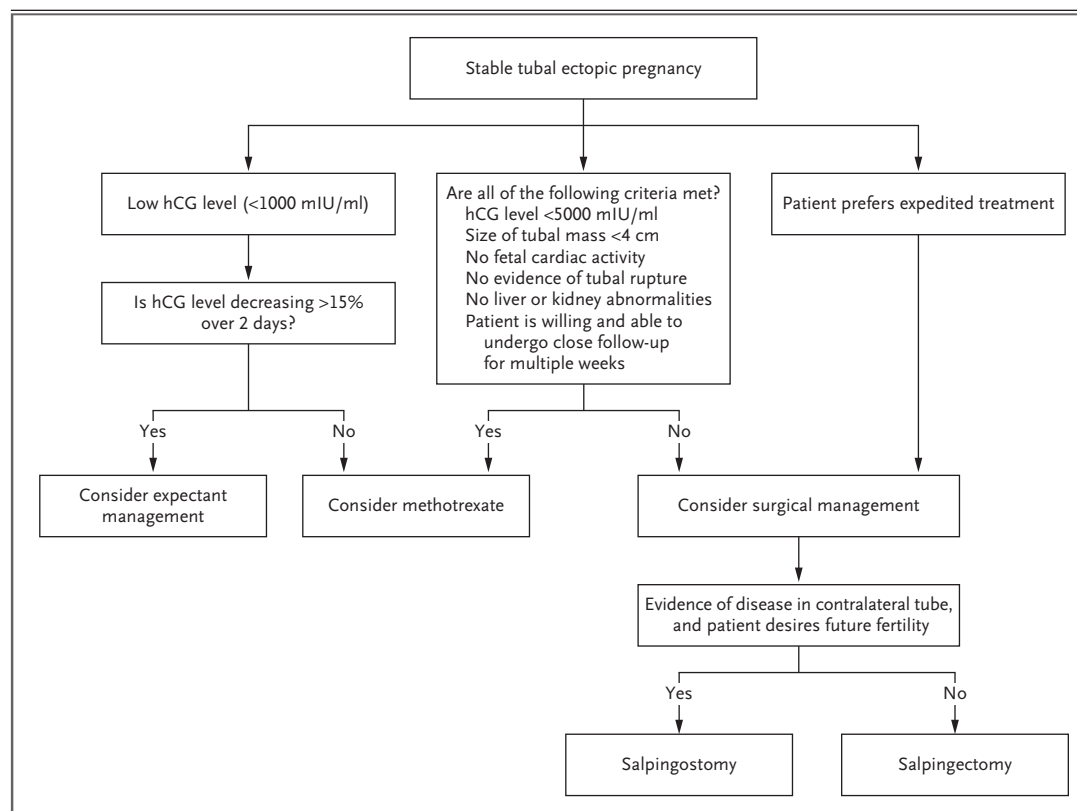 Stable tubal ectopic pregnancy
Low hCG level (<1000 mIU/ml)
Is hCG level decreasing >15%
over 2 days?
Are all of the following criteria met?
hCG level <5000 mIU/ml
Size of tubal mass <4 cm
No fetal cardiac activity
No evidence of tubal rupture
No liver or kidney abnormalities
Patient is willing and able to
undergo close follow-up
for multiple weeks
Patient prefers expedited treatment
Yes
No
Yes
No
Consider expectant
management
Consider methotrexate
Consider surgical management
Evidence of disease in contralateral tube,
and patient desires future fertility
Yes
No
Salpingostomy
Salpingectomy